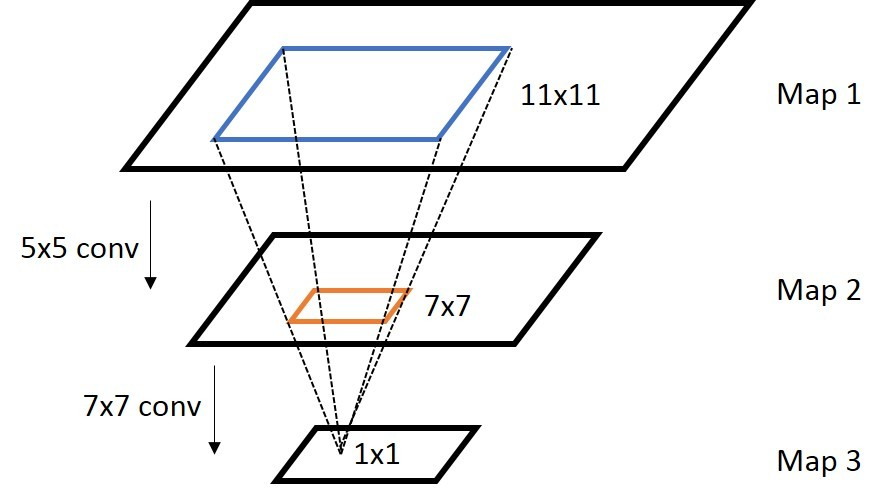 11x11
Map 1
5x5 conv
7x7
Map 2
7x7 conv
1x1
Map 3